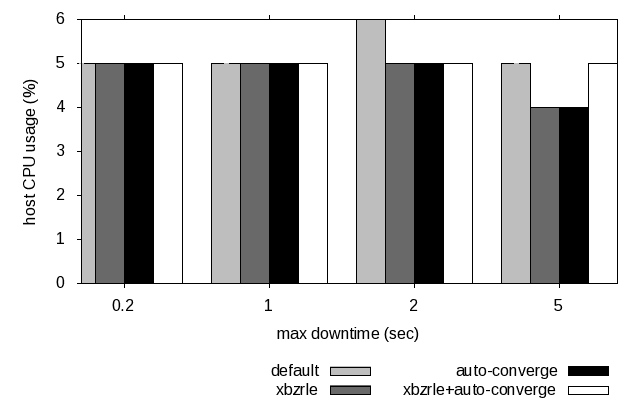 host CPU usage (%)
6
5
4
3
2
1
0
0.2 1 2 5
max downtime (sec)
default auto-converge
xbzrle xbzrle+auto-converge